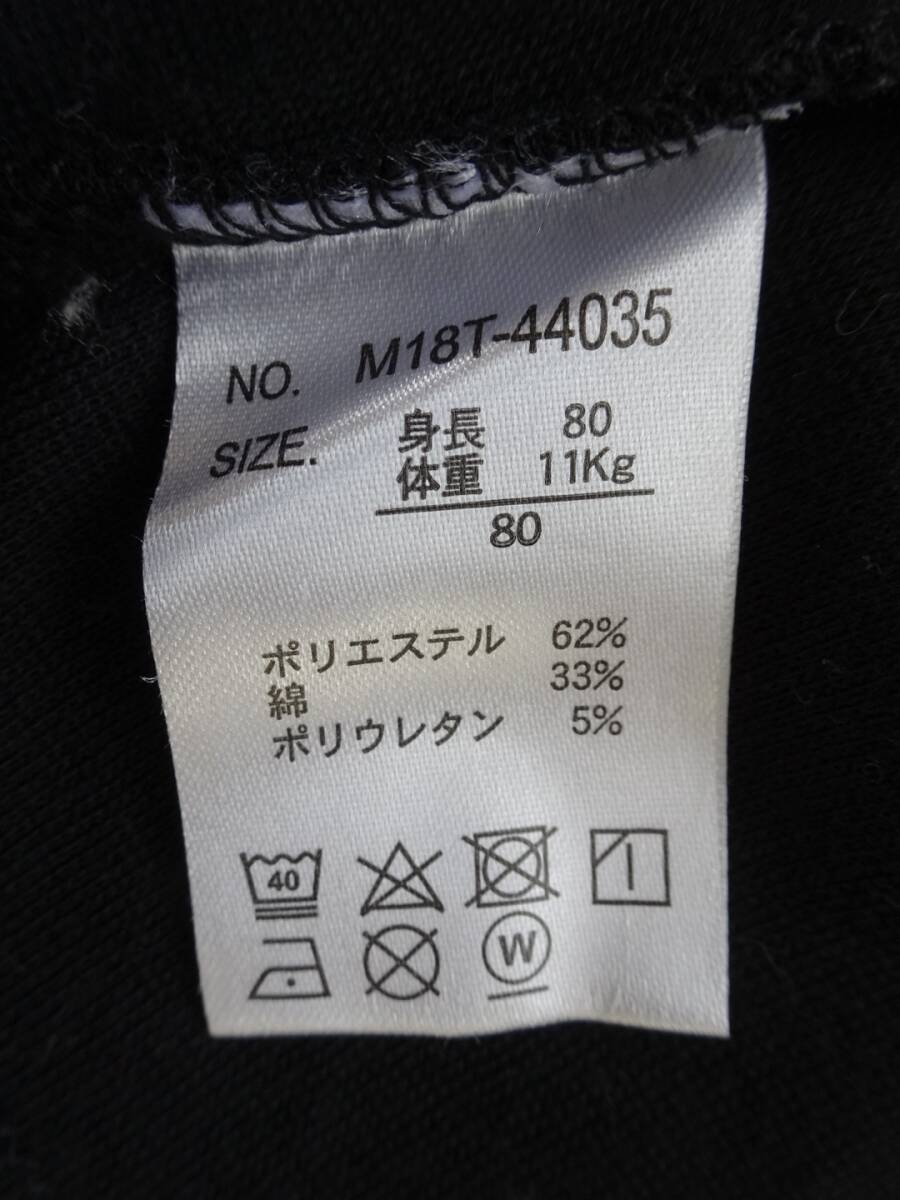 NO. M18T-44035
SIZE. 身長 80
体重 11Kg
80
ポリエステル 62%
綿 33%
ポリウレタン 5%
40
W